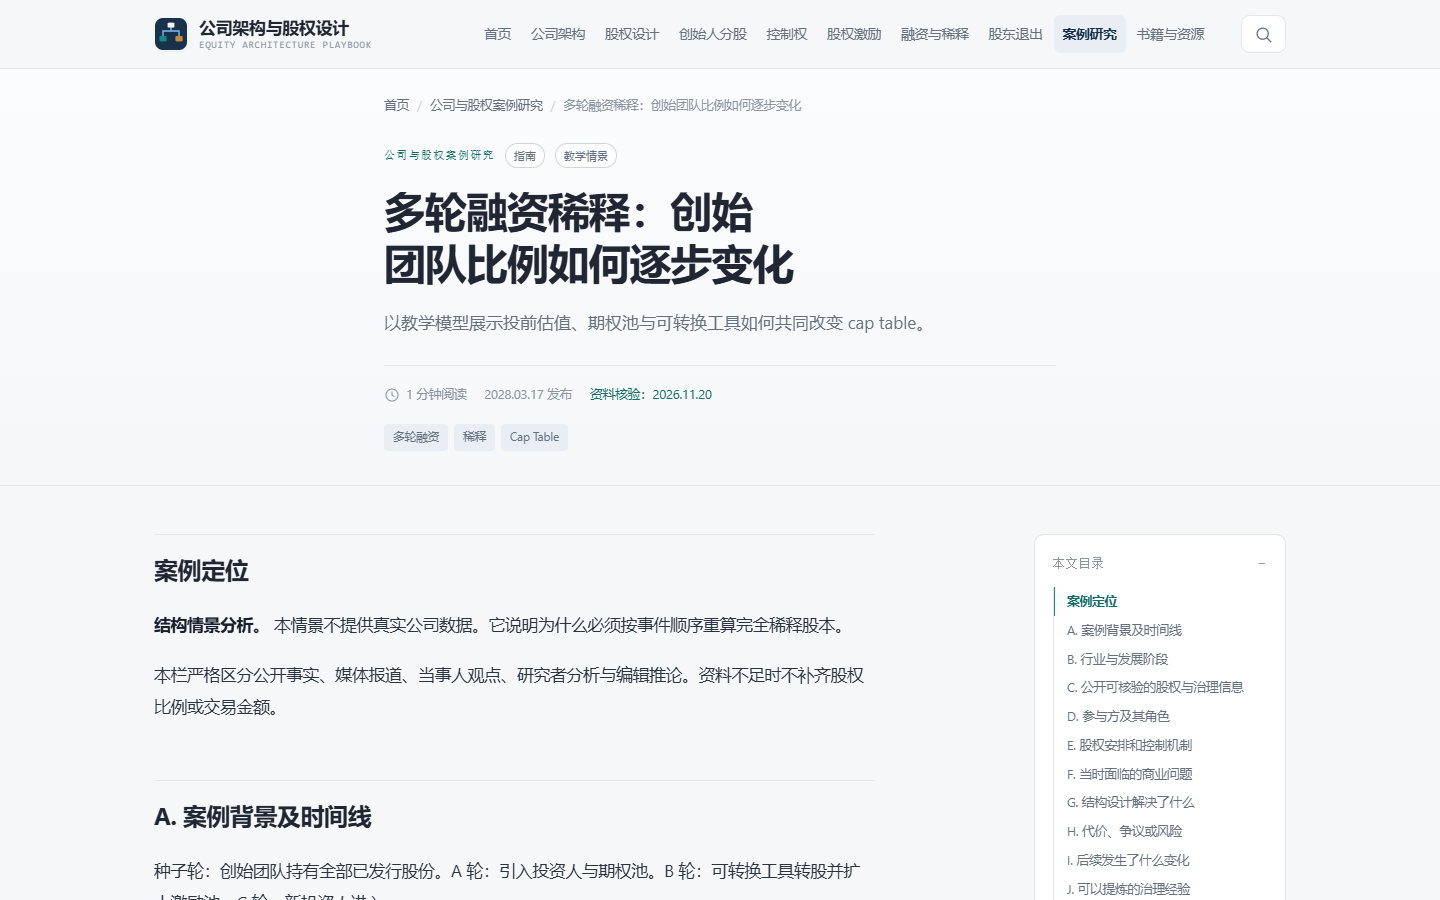 公司架构与股权设计
EQUITY ARCHITECTURE PLAYBOOK
首页 公司架构 股权设计 创始人分股 控制权 股权激励 融资与稀释 股东退出 案例研究 书籍与资源
首页 / 公司与股权案例研究 / 多轮融资稀释：创始团队比例如何逐步变化
公司与股权案例研究 指南 教学情景
多轮融资稀释：创始
团队比例如何逐步变化
以教学模型展示投前估值、期权池与可转换工具如何共同改变 cap table。
1 分钟阅读 2028.03.17 发布 资料核验：2026.11.20
多轮融资 稀释 Cap Table
案例定位
结构情景分析。 本情景不提供真实公司数据。它说明为什么必须按事件顺序重算完全稀释股本。
本栏严格区分公开事实、媒体报道、当事人观点、研究者分析与编辑推论。资料不足时不补齐股权
比例或交易金额。
A. 案例背景及时间线
种子轮：创始团队持有全部已发行股份。A 轮：引入投资人与期权池。B 轮：可转换工具转股并扩
大激励池。C 轮：新投资人进入
本文目录 −
案例定位
A. 案例背景及时间线
B. 行业与发展阶段
C. 公开可核验的股权与治理信息
D. 参与方及其角色
E. 股权安排和控制机制
F. 当时面临的商业问题
G. 结构设计解决了什么
H. 代价、争议或风险
I. 后续发生了什么变化
J. 可以提炼的治理经验